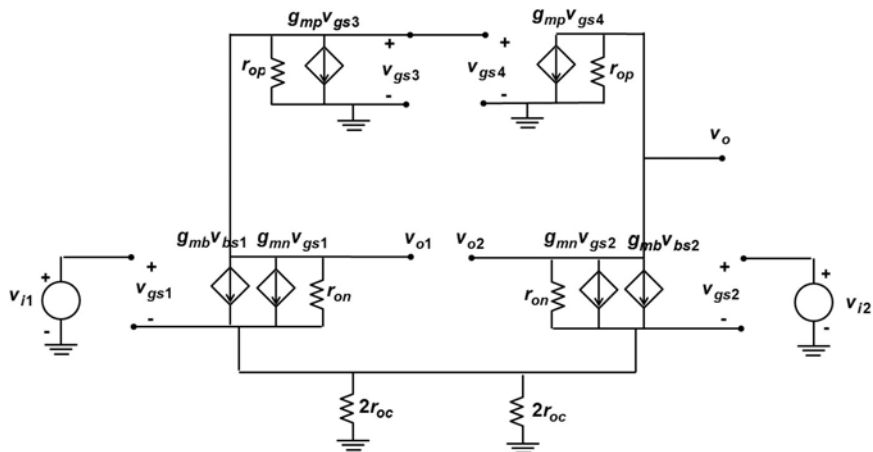 g_mp v_gs3
g_mp v_gs4
r_op
+
v_gs3
-
+
v_gs4
-
r_op
v_o
g_mb v_bs1
g_mn v_gs1
v_o1
v_o2
g_mn v_gs2
g_mb v_bs2
+
v_i1
-
+
v_gs1
-
r_on
r_on
+
v_gs2
-
+
v_i2
-
2r_oc
2r_oc